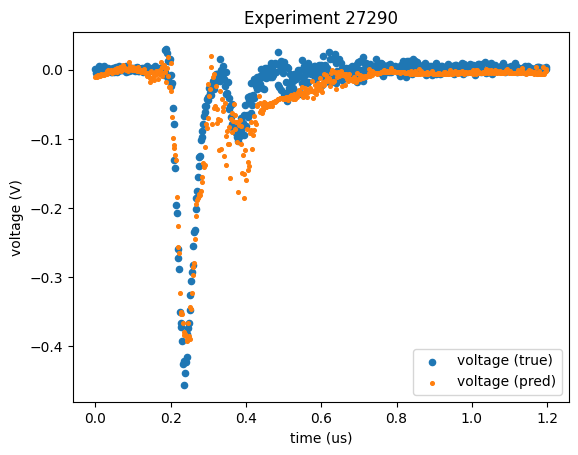 Experiment 27290
voltage (V)
0.0
−0.1
−0.2
−0.3
−0.4
voltage (true)
voltage (pred)
0.0 0.2 0.4 0.6 0.8 1.0 1.2
time (us)